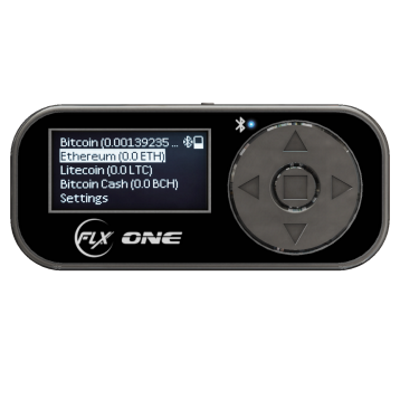 Bitcoin (0.00139235 ...
Ethereum (0.0 ETH)
Litecoin (0.0 LTC)
Bitcoin Cash (0.0 BCH)
Settings
FLX ONE